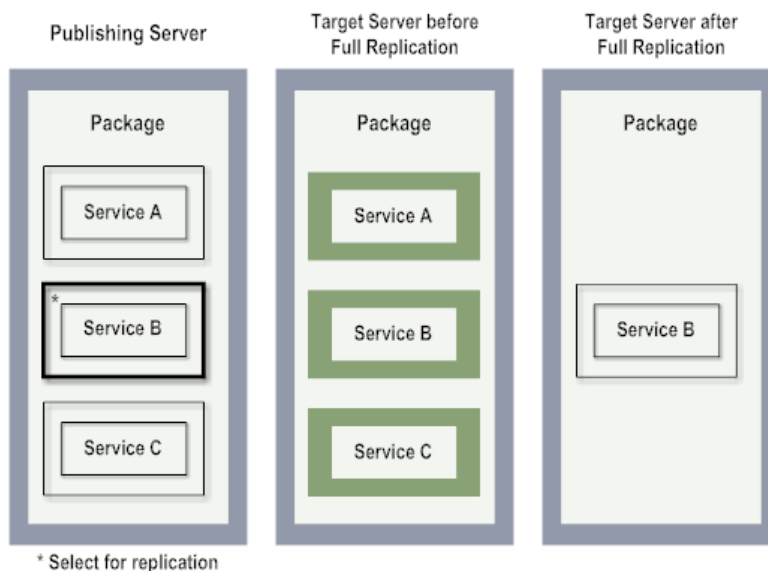 Publishing Server
Target Server before
Full Replication
Target Server after
Full Replication
Package
Service A
*
Service B
Service C
Package
Service A
Service B
Service C
Package
Service B
* Select for replication